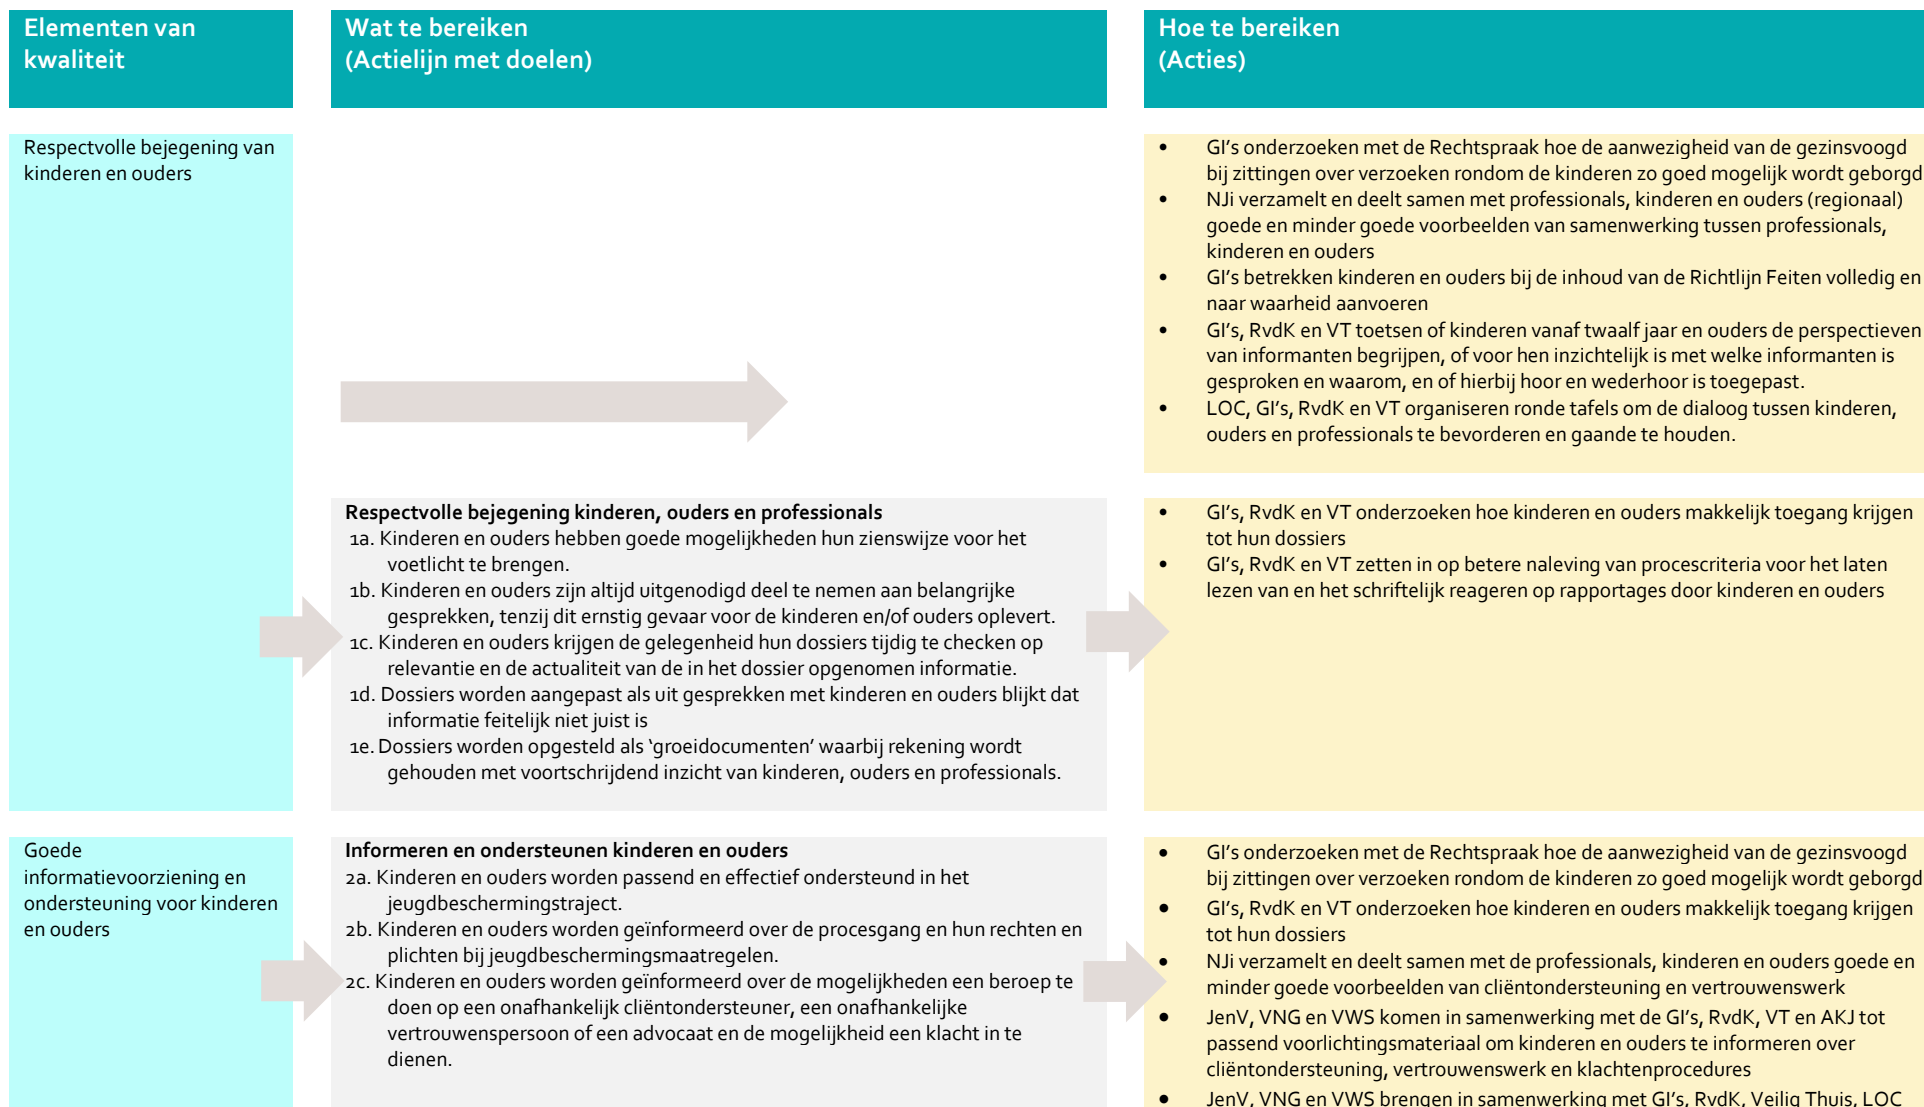 Elementen van
kwaliteit
Wat te bereiken
(Actielijn met doelen)
Hoe te bereiken
(Acties)
Respectvolle bejegening van
kinderen en ouders
• GI's onderzoeken met de Rechtspraak hoe de aanwezigheid van de gezinsvoogd
bij zittingen over verzoeken rondom de kinderen zo goed mogelijk wordt geborgd
• NJi verzamelt en deelt samen met professionals, kinderen en ouders (regionaal)
goede en minder goede voorbeelden van samenwerking tussen professionals,
kinderen en ouders
• GI's betrekken kinderen en ouders bij de inhoud van de Richtlijn Feiten volledig en
naar waarheid aanvoeren
• GI's, RvdK en VT toetsen of kinderen vanaf twaalf jaar en ouders de perspectieven
van informanten begrijpen, of voor hen inzichtelijk is met welke informanten is
gesproken en waarom, en of hierbij hoor en wederhoor is toegepast.
• LOC, GI's, RvdK en VT organiseren ronde tafels om de dialoog tussen kinderen,
ouders en professionals te bevorderen en gaande te houden.
Respectvolle bejegening kinderen, ouders en professionals
1a. Kinderen en ouders hebben goede mogelijkheden hun zienswijze voor het
voetlicht te brengen.
1b. Kinderen en ouders zijn altijd uitgenodigd deel te nemen aan belangrijke
gesprekken, tenzij dit ernstig gevaar voor de kinderen en/of ouders oplevert.
1c. Kinderen en ouders krijgen de gelegenheid hun dossiers tijdig te checken op
relevantie en de actualiteit van de in het dossier opgenomen informatie.
1d. Dossiers worden aangepast als uit gesprekken met kinderen en ouders blijkt dat
informatie feitelijk niet juist is
1e. Dossiers worden opgesteld als ‘groeidocumenten’ waarbij rekening wordt
gehouden met voortschrijdend inzicht van kinderen, ouders en professionals.
• GI's, RvdK en VT onderzoeken hoe kinderen en ouders makkelijk toegang krijgen
tot hun dossiers
• GI's, RvdK en VT zetten in op betere naleving van procescriteria voor het laten
lezen van en het schriftelijk reageren op rapportages door kinderen en ouders
Goede
informatievoorziening en
ondersteuning voor kinderen
en ouders
Informeren en ondersteunen kinderen en ouders
2a. Kinderen en ouders worden passend en effectief ondersteund in het
jeugdbeschermingstraject.
2b. Kinderen en ouders worden geïnformeerd over de procesgang en hun rechten en
plichten bij jeugdbeschermingsmaatregelen.
2c. Kinderen en ouders worden geïnformeerd over de mogelijkheden een beroep te
doen op een onafhankelijk cliëntondersteuner, een onafhankelijke
vertrouwenspersoon of een advocaat en de mogelijkheid een klacht in te
dienen.
• GI's onderzoeken met de Rechtspraak hoe de aanwezigheid van de gezinsvoogd
bij zittingen over verzoeken rondom de kinderen zo goed mogelijk wordt geborgd
• GI's, RvdK en VT onderzoeken hoe kinderen en ouders makkelijk toegang krijgen
tot hun dossiers
• NJi verzamelt en deelt samen met de professionals, kinderen en ouders goede en
minder goede voorbeelden van cliëntondersteuning en vertrouwenswerk
• JenV, VNG en VWS komen in samenwerking met de GI's, RvdK, VT en AKJ tot
passend voorlichtingsmateriaal om kinderen en ouders te informeren over
cliëntondersteuning, vertrouwenswerk en klachtenprocedures
• JenV, VNG en VWS brengen in samenwerking met GI's, RvdK, Veilig Thuis, LOC